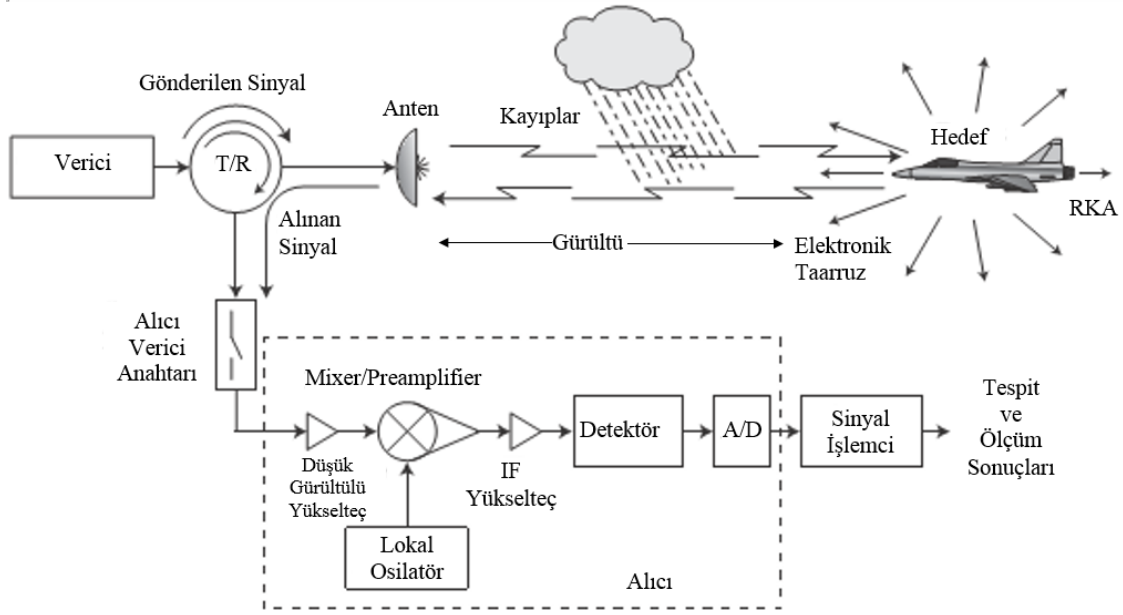 Gönderilen Sinyal
Verici
T/R
Anten
Kayıplar
Hedef
RKA
Alınan
Sinyal
Gürültü
Elektronik
Taarruz
Alıcı
Verici
Anahtarı
Mixer/Preamplifier
Düşük
Gürültülü
Yükselteç
IF
Yükselteç
Detektör
A/D
Sinyal
İşlemci
Tespit
ve
Ölçüm
Sonuçları
Lokal
Osilatör
Alıcı